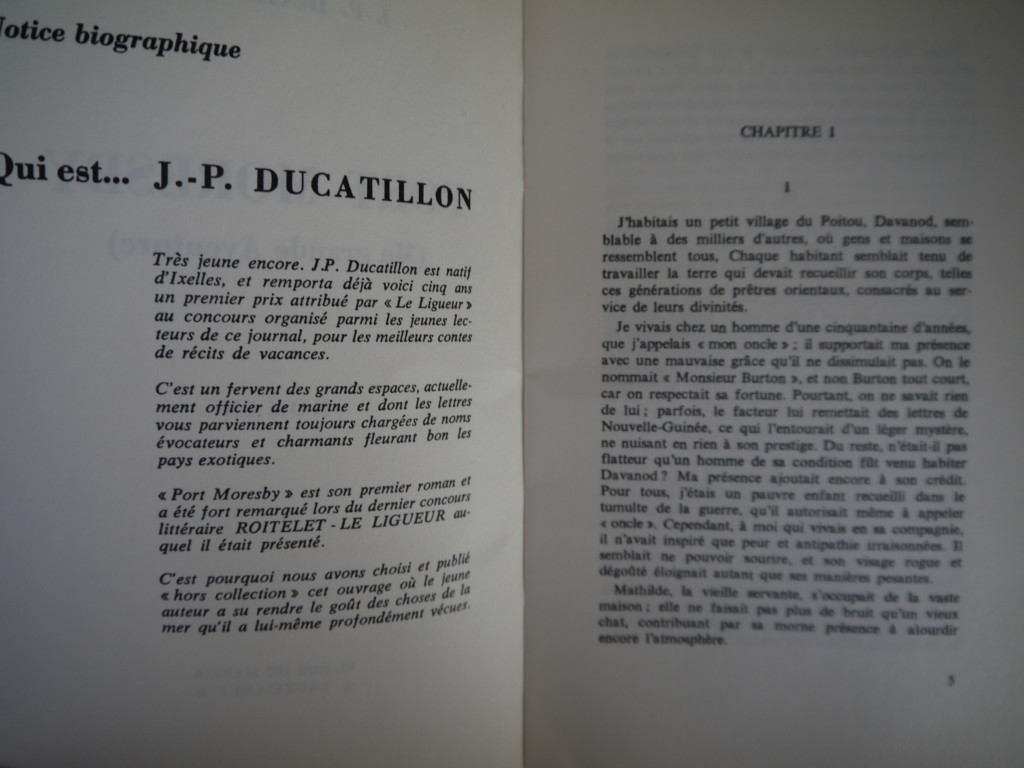 Notice biographique
Qui est... J.-P. DUCATILLON
Très jeune encore. J.P. Ducatillon est natif
d'Ixelles, et remporta déjà voici cinq ans
un premier prix attribué par « Le Ligueur »
au concours organisé parmi les jeunes lec-
teurs de ce journal, pour les meilleurs contes
de récits de vacances.
C'est un fervent des grands espaces, actuelle-
ment officier de marine et dont les lettres
vous parviennent toujours chargées de noms
évocateurs et charmants fleurant bon les
pays exotiques.
« Port Moresby » est son premier roman et
a été fort remarqué lors du dernier concours
littéraire ROITELET - LE LIGUEUR au-
quel il était présenté.
C'est pourquoi nous avons choisi et publié
« hors collection » cet ouvrage où le jeune
auteur a su rendre le goût des choses de la
mer qu'il a lui-même profondément vécues.
CHAPITRE I
I
J'habitais un petit village du Poitou, Davanod, sem-
blable à des milliers d'autres, où gens et maisons se
ressemblent tous, Chaque habitant semblait tenu de
travailler la terre qui devait recueillir son corps, telles
ces générations de prêtres orientaux, consacrés au ser-
vice de leurs divinités.
Je vivais chez un homme d'une cinquantaine d'années,
que j'appelais « mon oncle » ; il supportait ma présence
avec une mauvaise grâce qu'il ne dissimulait pas. On le
nommait « Monsieur Burton », et non Burton tout court,
car on respectait sa fortune. Pourtant, on ne savait rien
de lui ; parfois, le facteur lui remettait des lettres de
Nouvelle-Guinée, ce qui l'entourait d'un léger mystère,
ne nuisant en rien à son prestige. Du reste, n'était-il pas
flatteur qu'un homme de sa condition fût venu habiter
Davanod ? Ma présence ajoutait encore à son crédit.
Pour tous, j'étais un pauvre enfant recueilli dans le
tumulte de la guerre, qu'il autorisait même à appeler
« oncle ». Cependant, à moi qui vivais en sa compagnie,
il n'avait inspiré que peur et antipathie irraisonnées. Il
semblait ne pouvoir sourire, et son visage rogue et
dégoûté éloignait autant que ses manières pesantes.
Mathilde, la vieille servante, s'occupait de la vaste
maison ; elle ne faisait pas plus de bruit qu'un vieux
chat, contribuant par sa morne présence à alourdir
encore l'atmosphère.
5